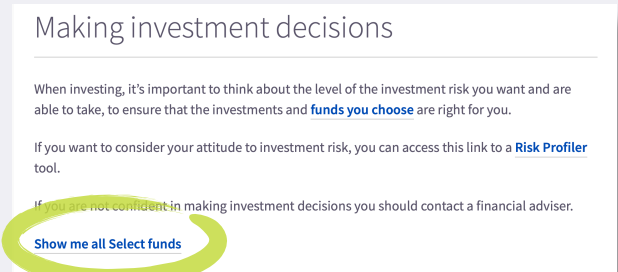 Making investment decisions
When investing, it's important to think about the level of the investment risk you want and are
able to take, to ensure that the investments and funds you choose are right for you.
If you want to consider your attitude to investment risk, you can access this link to a Risk Profiler
tool.
If you are not confident in making investment decisions you should contact a financial adviser.
Show me all Select funds